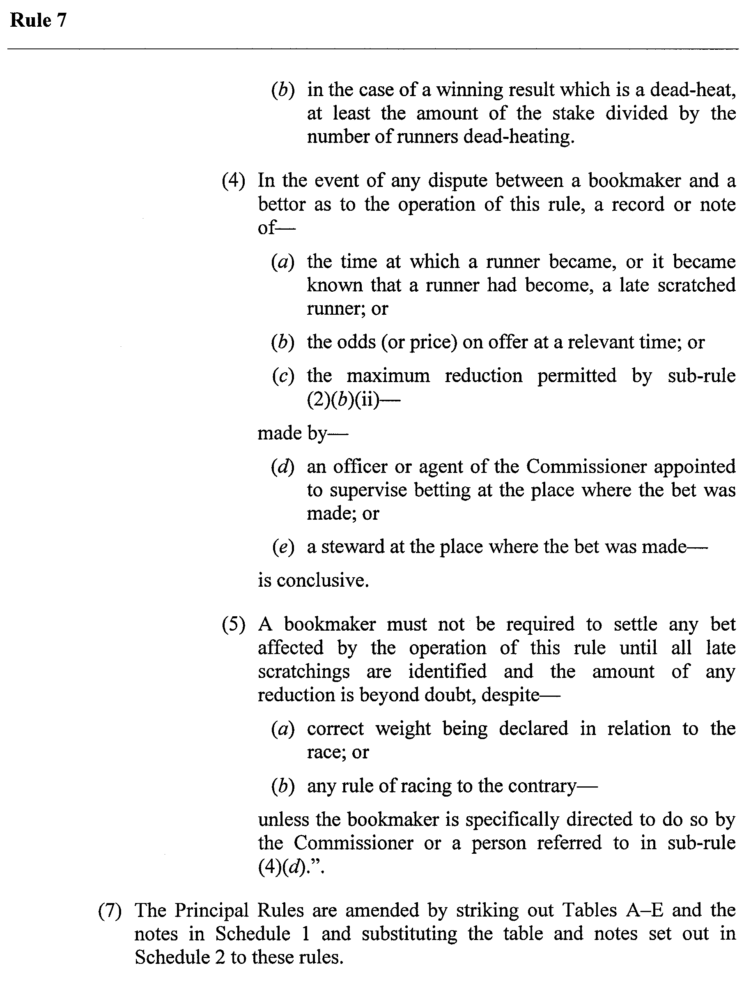 Rule 7
(b) in the case of a winning result which is a dead-heat,
at least the amount of the stake divided by the
number of runners dead-heating.
(4) In the event of any dispute between a bookmaker and a
bettor as to the operation of this rule, a record or note
of—
(a) the time at which a runner became, or it became
known that a runner had become, a late scratched
runner; or
(b) the odds (or price) on offer at a relevant time; or
(c) the maximum reduction permitted by sub-rule
(2)(b)(ii)—
made by—
(d) an officer or agent of the Commissioner appointed
to supervise betting at the place where the bet was
made; or
(e) a steward at the place where the bet was made—
is conclusive.
(5) A bookmaker must not be required to settle any bet
affected by the operation of this rule until all late
scratchings are identified and the amount of any
reduction is beyond doubt, despite—
(a) correct weight being declared in relation to the
race; or
(b) any rule of racing to the contrary—
unless the bookmaker is specifically directed to do so by
the Commissioner or a person referred to in sub-rule
(4)(d).”.
(7) The Principal Rules are amended by striking out Tables A–E and the
notes in Schedule 1 and substituting the table and notes set out in
Schedule 2 to these rules.